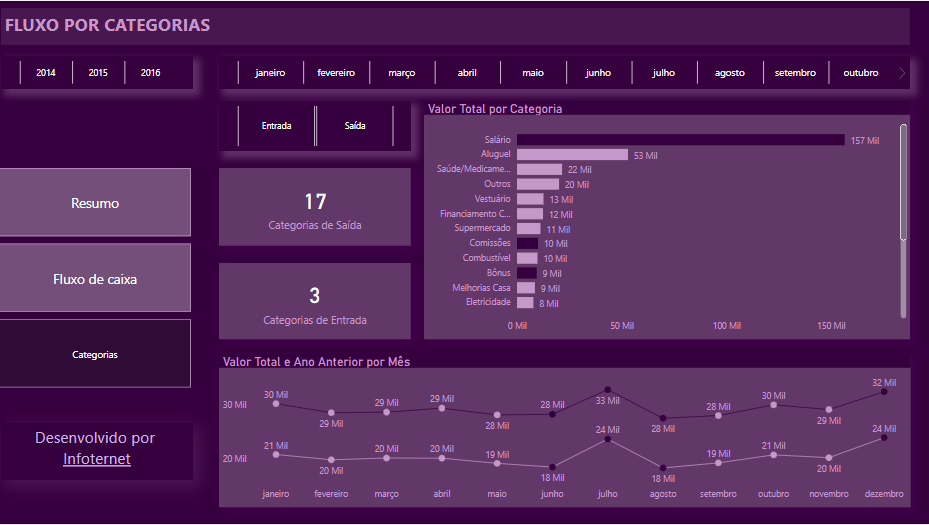 FLUXO POR CATEGORIAS
2014 2015 2016
janeiro fevereiro março abril maio junho julho agosto setembro outubro
Entrada Saída
Resumo
Fluxo de caixa
Categorias
Desenvolvido por
Infoternet
17
Categorias de Saída
3
Categorias de Entrada
Valor Total por Categoria
Salário 157 Mil
Aluguel 53 Mil
Saúde/Medicame... 22 Mil
Outros 20 Mil
Vestuário 13 Mil
Financiamento C... 12 Mil
Supermercado 11 Mil
Comissões 10 Mil
Combustível 10 Mil
Bônus 9 Mil
Melhorias Casa 9 Mil
Eletricidade 8 Mil
0 Mil 50 Mil 100 Mil 150 Mil
Valor Total e Ano Anterior por Mês
30 Mil
30 Mil 29 Mil 29 Mil 29 Mil 28 Mil 28 Mil 33 Mil 28 Mil 28 Mil 30 Mil 29 Mil 32 Mil
20 Mil
21 Mil 20 Mil 20 Mil 20 Mil 19 Mil 18 Mil 24 Mil 18 Mil 19 Mil 21 Mil 20 Mil 24 Mil
janeiro fevereiro março abril maio junho julho agosto setembro outubro novembro dezembro